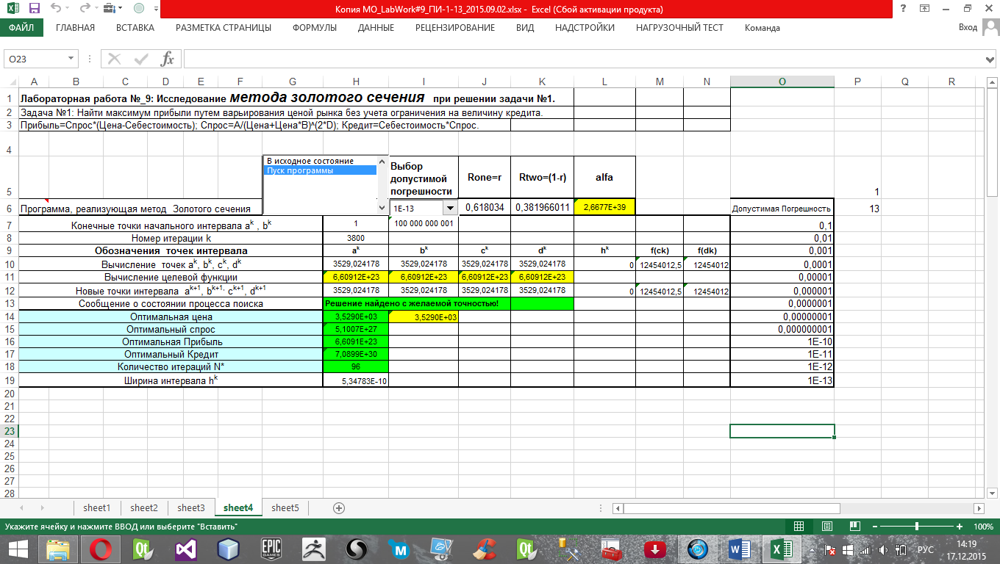 Копия MO_LabWork#9_ПИ-1-13_2015.09.02.xlsx - Excel (Сбой активации продукта)
ФАЙЛ ГЛАВНАЯ ВСТАВКА РАЗМЕТКА СТРАНИЦЫ ФОРМУЛЫ ДАННЫЕ РЕЦЕНЗИРОВАНИЕ ВИД НАДСТРОЙКИ НАГРУЗОЧНЫЙ ТЕСТ Команда Вход
O23 fx
A B C D E F G H I J K L M N O P Q R
1 Лабораторная работа №_9: Исследование метода золотого сечения при решении задачи №1.
2 Задача №1: Найти максимум прибыли путем варьирования ценой рынка без учета ограничения на величину кредита.
3 Прибыль=Спрос*(Цена-Себестоимость); Спрос=A/(Цена+Цена*B)^(2*D); Кредит=Себестоимость*Спрос.
4
В исходное состояние
Пуск программы
5 Выбор допустимой погрешности Rone=r Rtwo=(1-r) alfa 1
6 Программа, реализующая метод Золотого сечения 1E-13 0,618034 0,381966011 2,6677E+39 Допустимая Погрешность 13
7 Конечные точки начального интервала a^k , b^k 1 100 000 000 001 0,1
8 Номер итерации k 3800 0,01
9 Обозначения точек интервала a^k b^k c^k d^k h^k f(ck) f(dk) 0,001
10 Вычисление точек a^k, b^k, c^k, d^k 3529,024178 3529,024178 3529,024178 3529,024178 0 12454012,5 12454012 0,0001
11 Вычисление целевой функции 6,60912E+23 6,60912E+23 6,60912E+23 6,60912E+23 0,00001
12 Новые точки интервала a^k+1, b^k+1, c^k+1, d^k+1 3529,024178 3529,024178 3529,024178 3529,024178 0 12454012,5 12454012 0,000001
13 Сообщение о состоянии процесса поиска Решение найдено с желаемой точностью! 0,0000001
14 Оптимальная цена 3,5290E+03 3,5290E+03 0,00000001
15 Оптимальный спрос 5,1007E+27 0,000000001
16 Оптимальная Прибыль 6,6091E+23 1E-10
17 Оптимальный Кредит 7,0899E+30 1E-11
18 Количество итераций N* 96 1E-12
19 Ширина интервала h^k 5,34783E-10 1E-13
20
21
22
23
24
25
26
27
28
sheet1 sheet2 sheet3 sheet4 sheet5
Укажите ячейку и нажмите ВВОД или выберите "Вставить" 100%
EPIC GAMES РУС 14:19
17.12.2015